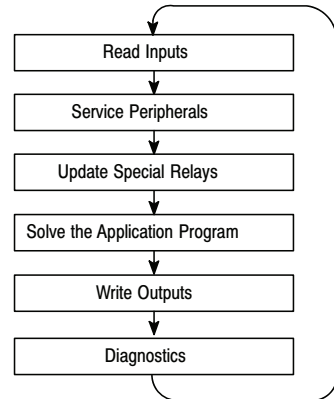 Read Inputs
Service Peripherals
Update Special Relays
Solve the Application Program
Write Outputs
Diagnostics